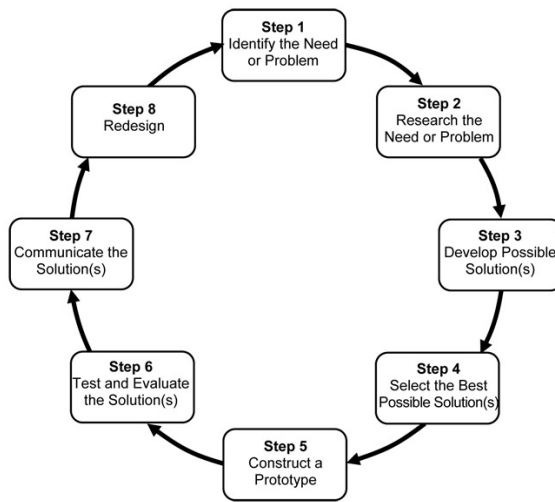 Step 1
Identify the Need
or Problem
Step 2
Research the
Need or Problem
Step 3
Develop Possible
Solution(s)
Step 4
Select the Best
Possible Solution(s)
Step 5
Construct a
Prototype
Step 6
Test and Evaluate
the Solution(s)
Step 7
Communicate the
Solution(s)
Step 8
Redesign